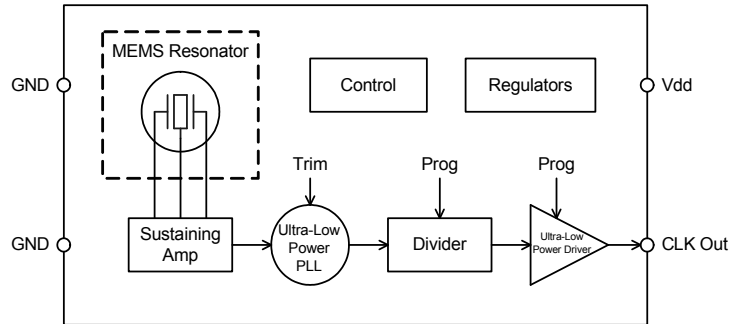 MEMS Resonator
GND
Control
Regulators
Vdd
Trim
Prog
Prog
GND
Sustaining
Amp
Ultra-Low
Power
PLL
Divider
Ultra-Low
Power Driver
CLK Out